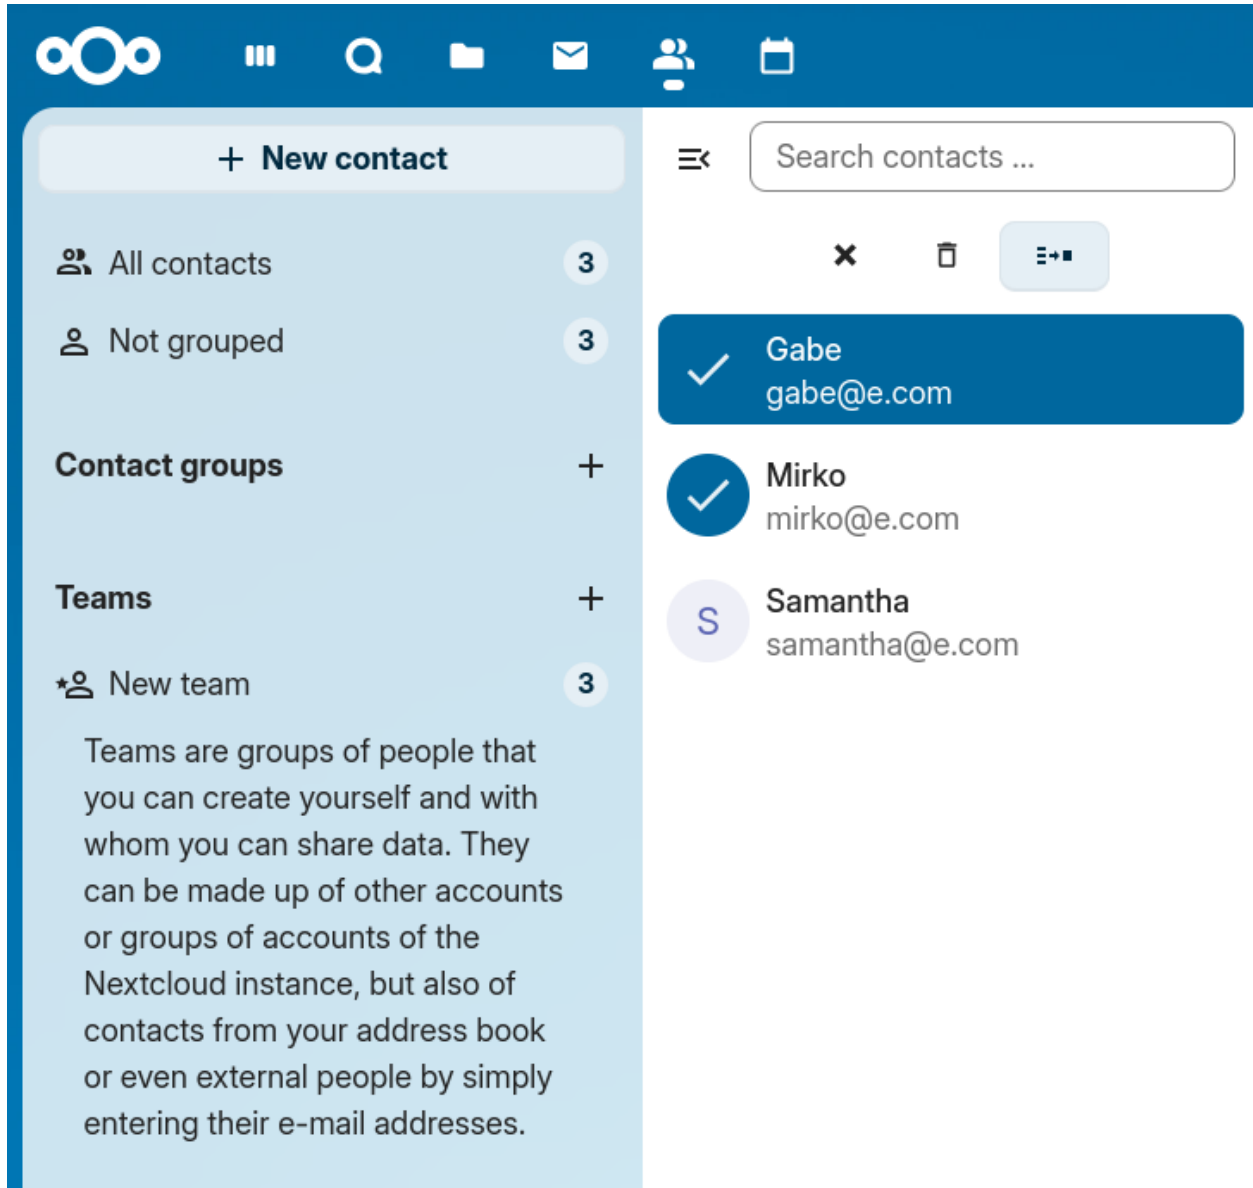 New contact
Search contacts ...
All contacts 3
Not grouped 3
Gabe
gabe@e.com
Mirko
mirko@e.com
S
Samantha
samantha@e.com
Contact groups
Teams
New team 3
Teams are groups of people that
you can create yourself and with
whom you can share data. They
can be made up of other accounts
or groups of accounts of the
Nextcloud instance, but also of
contacts from your address book
or even external people by simply
entering their e-mail addresses.